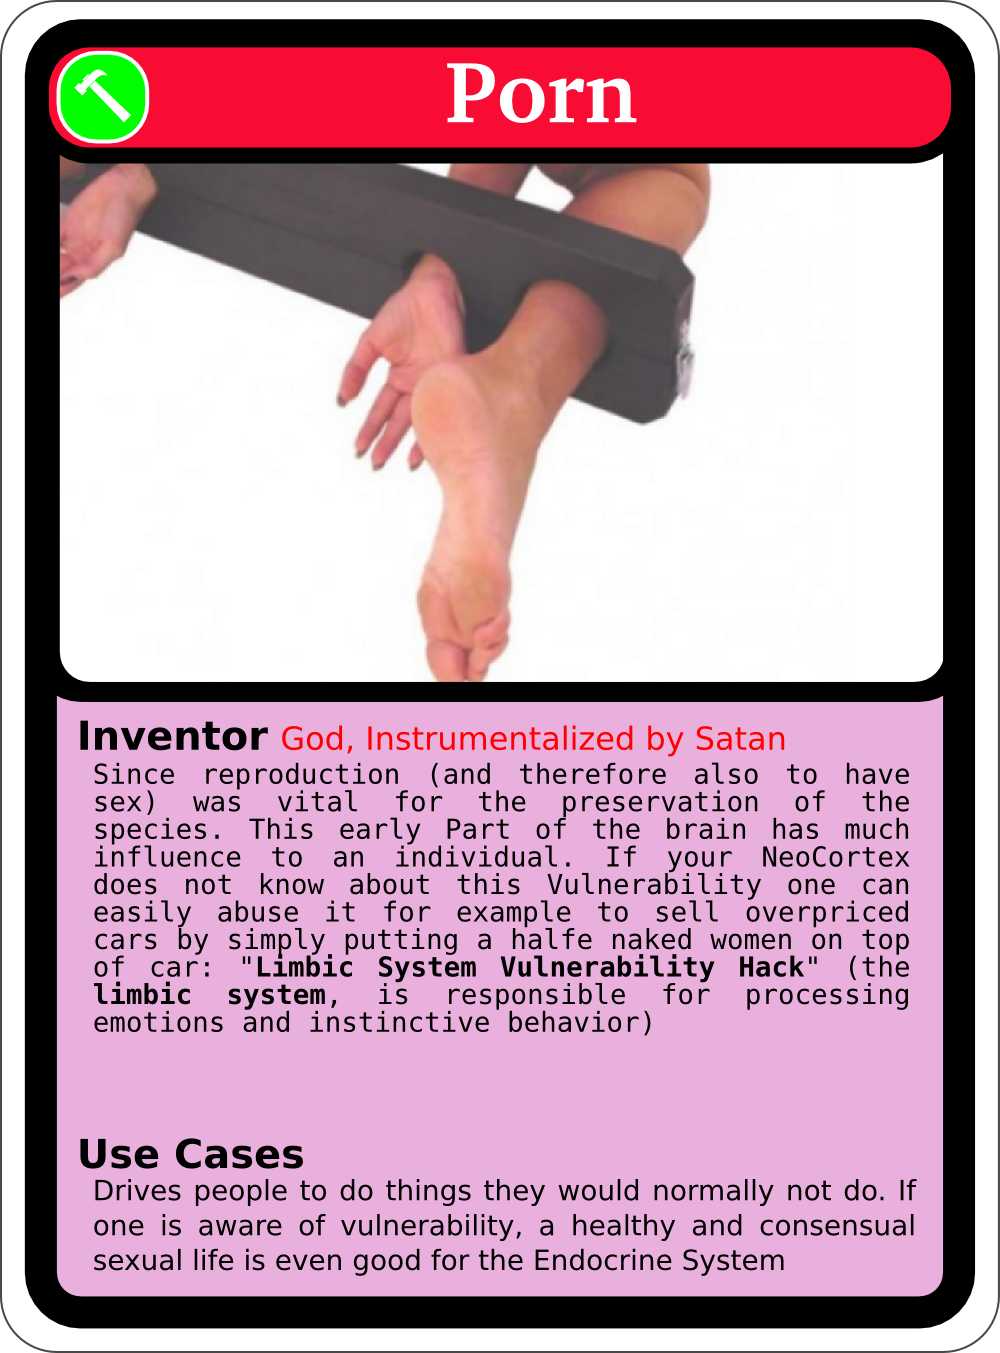 Porn
Inventor God, Instrumentalized by Satan
Since reproduction (and therefore also to have
sex) was vital for the preservation of the
species. This early Part of the brain has much
influence to an individual. If your NeoCortex
does not know about this Vulnerability one can
easily abuse it for example to sell overpriced
cars by simply putting a halfe naked women on top
of car: "Limbic System Vulnerability Hack" (the
limbic system, is responsible for processing
emotions and instinctive behavior)
Use Cases
Drives people to do things they would normally not do. If
one is aware of vulnerability, a healthy and consensual
sexual life is even good for the Endocrine System